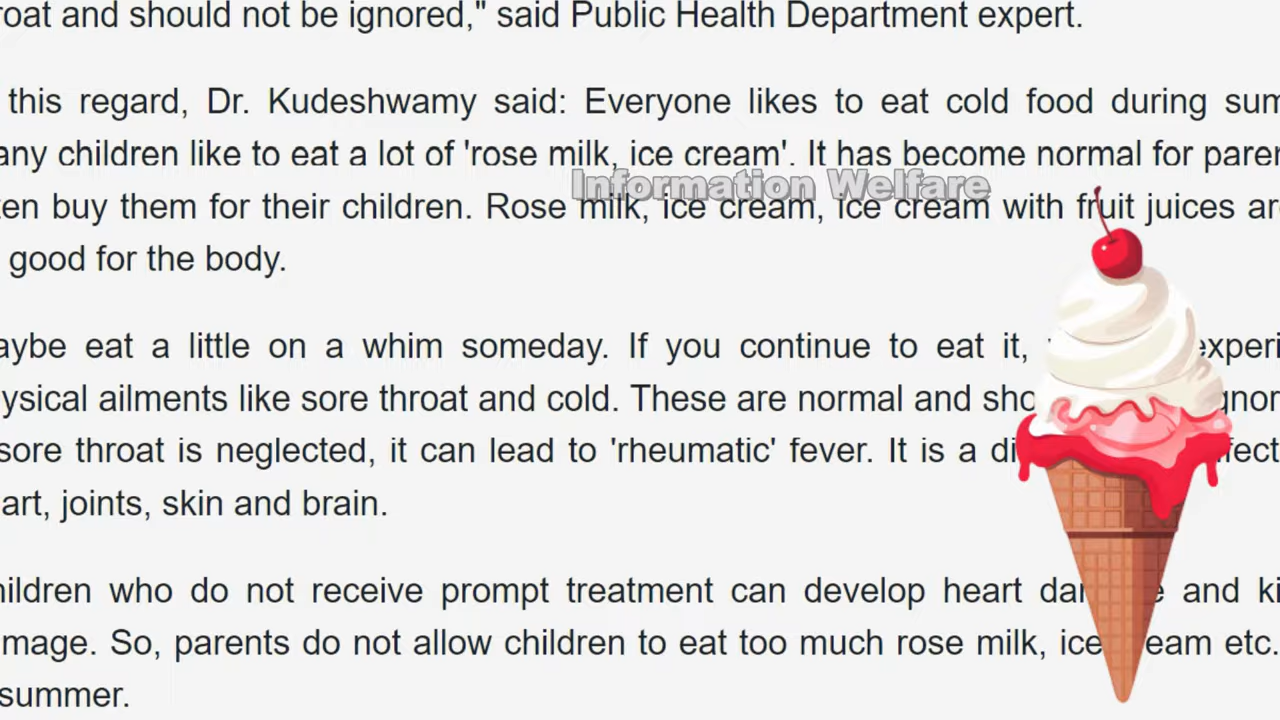 roat and should not be ignored," said Public Health Department expert.
this regard, Dr. Kudeshwamy said: Everyone likes to eat cold food during sum
any children like to eat a lot of 'rose milk, ice cream'. It has become normal for paren
Information Welfare
ten buy them for their children. Rose milk, ice cream, ice cream with fruit juices are
good for the body.
aybe eat a little on a whim someday. If you continue to eat it, experi
ysical ailments like sore throat and cold. These are normal and sho gnor
sore throat is neglected, it can lead to 'rheumatic' fever. It is a di fect
art, joints, skin and brain.
hildren who do not receive prompt treatment can develop heart da e and ki
mage. So, parents do not allow children to eat too much rose milk, ice eam etc.
summer.